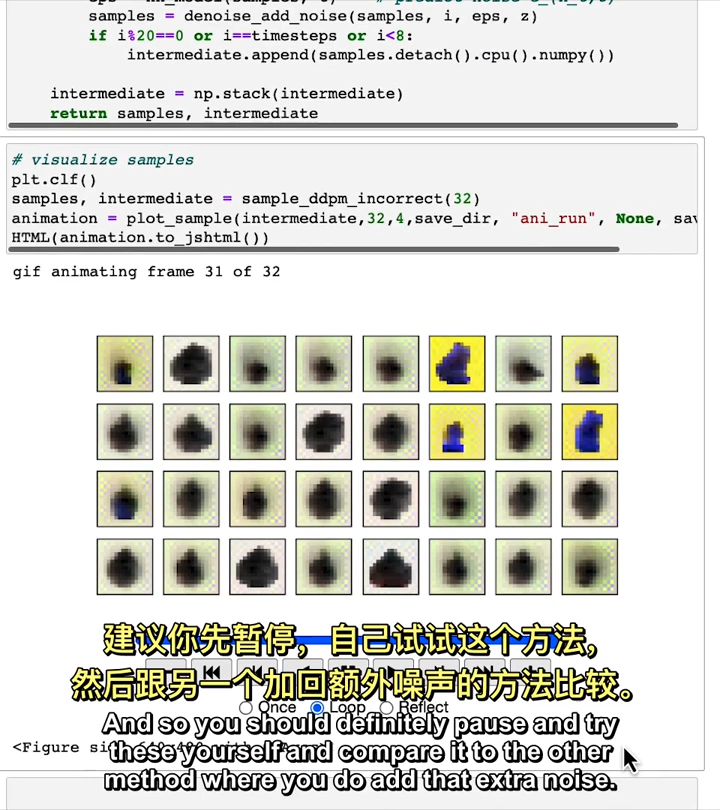 samples = denoise_add_noise(samples, i, eps, z)
if i%20==0 or i==timesteps or i<8:
intermediate.append(samples.detach().cpu().numpy())
intermediate = np.stack(intermediate)
return samples, intermediate
# visualize samples
plt.clf()
samples, intermediate = sample_ddpm_incorrect(32)
animation = plot_sample(intermediate,32,4,save_dir, "ani_run", None, sav
HTML(animation.to_jshtml())
gif animating frame 31 of 32
建议你先暂停，自己试试这个方法，
然后跟另一个加回额外噪声的方法比较。
Once Loop Reflect
And so you should definitely pause and try
<Figure
these yourself and compare it to the other
method where you do add that extra noise.